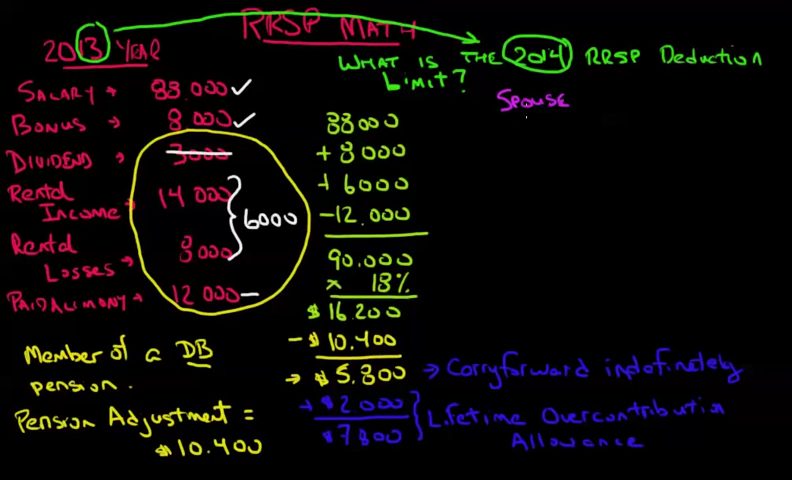 RRSP MATH
2013 YEAR
WHAT IS THE 2014 RRSP Deduction
Limit?
SPOUSE
SALARY → 88.000 ✓
BONUS → 8.000 ✓
DIVIDEND → 3000
Rental
INCOME → 14 000
Rental
LOSSES → 8000
6000
PAID ALIMONY → 12 000 —
88000
+ 8000
+ 6000
-12.000
90.000
x 18%
$16.200
- $10.400
→ $5.800 → Carryforward indefinetely
+ $2.000
$7800
Lifetime Overcontribution
Allowance
Member of a DB
pension.
Pension Adjustment =
$10.400